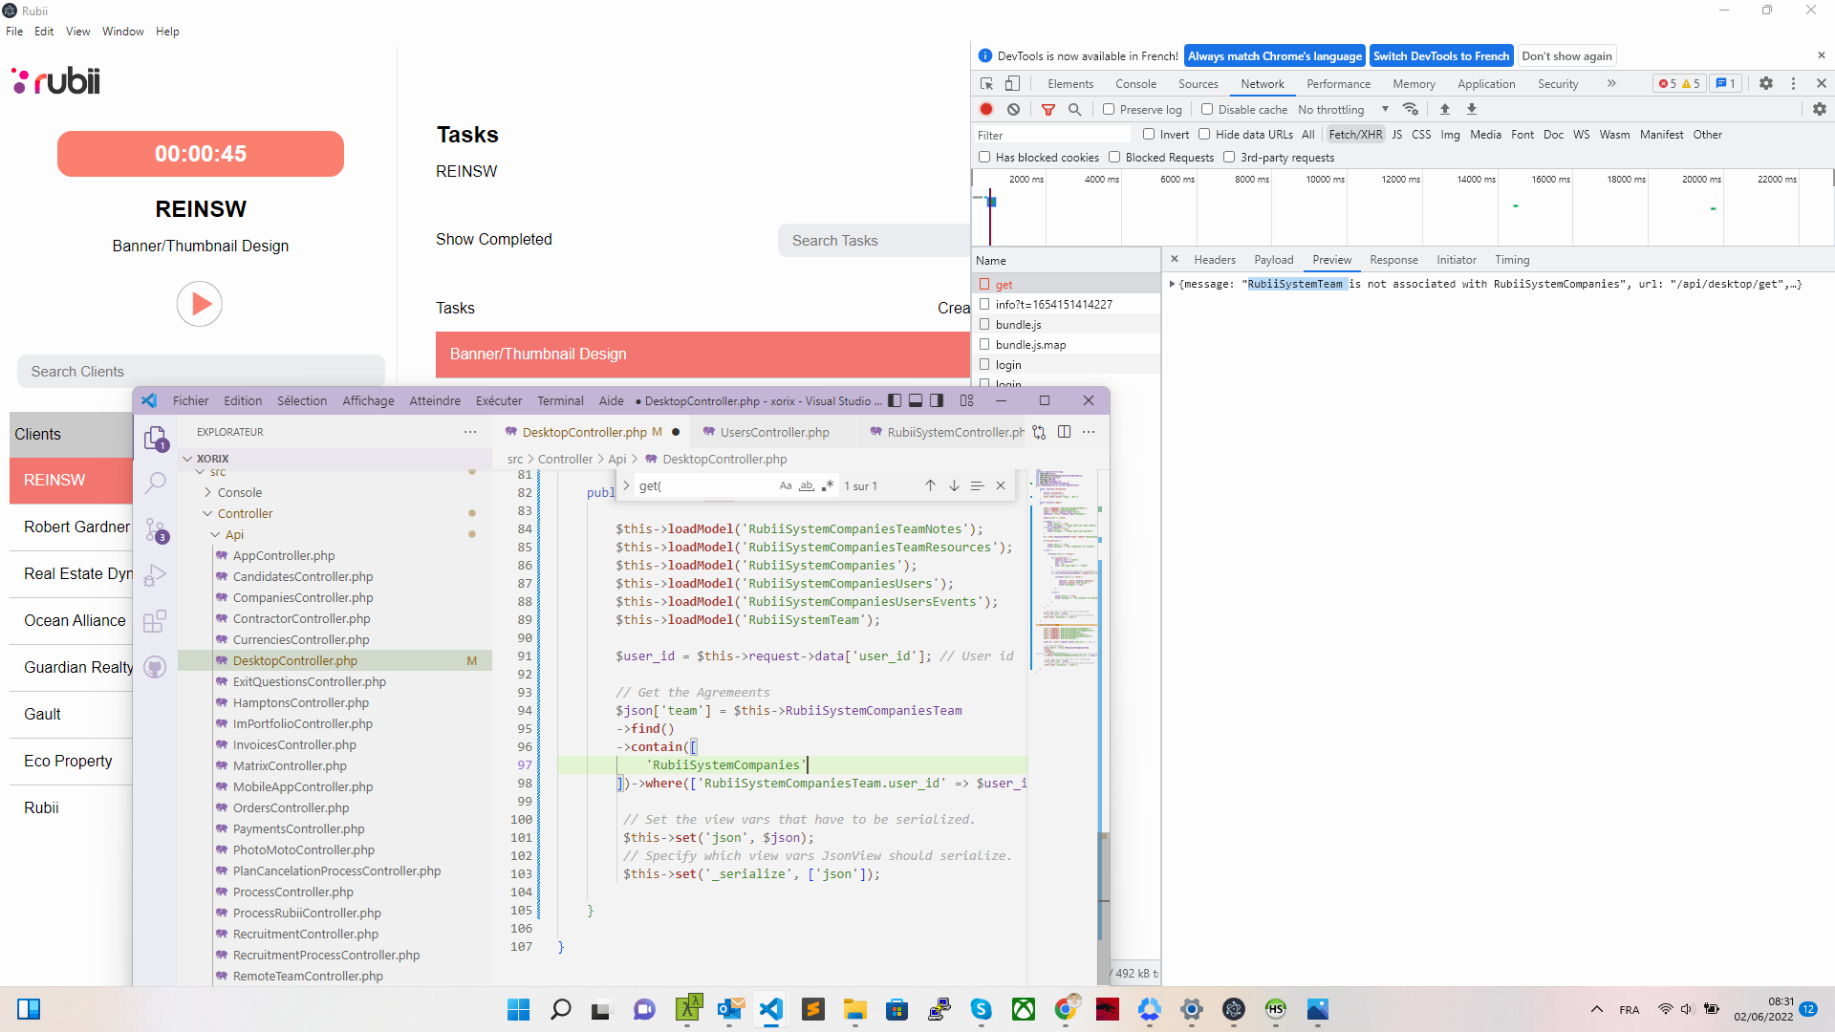 Rubii
File Edit View Window Help
rubii
00:00:45
REINSW
Banner/Thumbnail Design
Search Clients
Clients
REINSW
Robert Gardner
Real Estate Dyn
Ocean Alliance
Guardian Realty
Gault
Eco Property
Rubii
Tasks
REINSW
Show Completed
Search Tasks
Tasks Crea
Banner/Thumbnail Design
DevTools is now available in French! Always match Chrome's language Switch DevTools to French Don't show again
Elements Console Sources Network Performance Memory Application Security 5 5 1
Preserve log Disable cache No throttling
Filter Invert Hide data URLs All Fetch/XHR JS CSS Img Media Font Doc WS Wasm Manifest Other
Has blocked cookies Blocked Requests 3rd-party requests
2000 ms 4000 ms 6000 ms 8000 ms 10000 ms 12000 ms 14000 ms 16000 ms 18000 ms 20000 ms 22000 ms
Name
get
info?t=1654151414227
bundle.js
bundle.js.map
login
login
Headers Payload Preview Response Initiator Timing
{message: "RubiiSystemTeam is not associated with RubiiSystemCompanies", url: "/api/desktop/get",…}
Fichier Edition Sélection Affichage Atteindre Exécuter Terminal Aide ● DesktopController.php - xorix - Visual Studio ...
EXPLORATEUR
XORIX
src
Console
Controller
Api
AppController.php
CandidatesController.php
CompaniesController.php
ContractorController.php
CurrenciesController.php
DesktopController.php M
ExitQuestionsController.php
HamptonsController.php
ImPortfolioController.php
InvoicesController.php
MatrixController.php
MobileAppController.php
OrdersController.php
PaymentsController.php
PhotoMotoController.php
PlanCancelationProcessController.php
ProcessController.php
ProcessRubiiController.php
RecruitmentController.php
RecruitmentProcessController.php
RemoteTeamController.php
1
3
DesktopController.php M ● UsersController.php RubiiSystemController.ph
src > Controller > Api > DesktopController.php
get( Aa ab 1 sur 1
81
82 publ
83
84 $this->loadModel('RubiiSystemCompaniesTeamNotes');
85 $this->loadModel('RubiiSystemCompaniesTeamResources');
86 $this->loadModel('RubiiSystemCompanies');
87 $this->loadModel('RubiiSystemCompaniesUsers');
88 $this->loadModel('RubiiSystemCompaniesUsersEvents');
89 $this->loadModel('RubiiSystemTeam');
90
91 $user_id = $this->request->data['user_id']; // User id
92
93 // Get the Agremeents
94 $json['team'] = $this->RubiiSystemCompaniesTeam
95 ->find()
96 ->contain([
97 'RubiiSystemCompanies'
98 ])->where(['RubiiSystemCompaniesTeam.user_id' => $user_i
99
100 // Set the view vars that have to be serialized.
101 $this->set('json', $json);
102 // Specify which view vars JsonView should serialize.
103 $this->set('_serialize', ['json']);
104
105 }
106
107 }
/ 492 kB t
FRA 08:31
02/06/2022 12